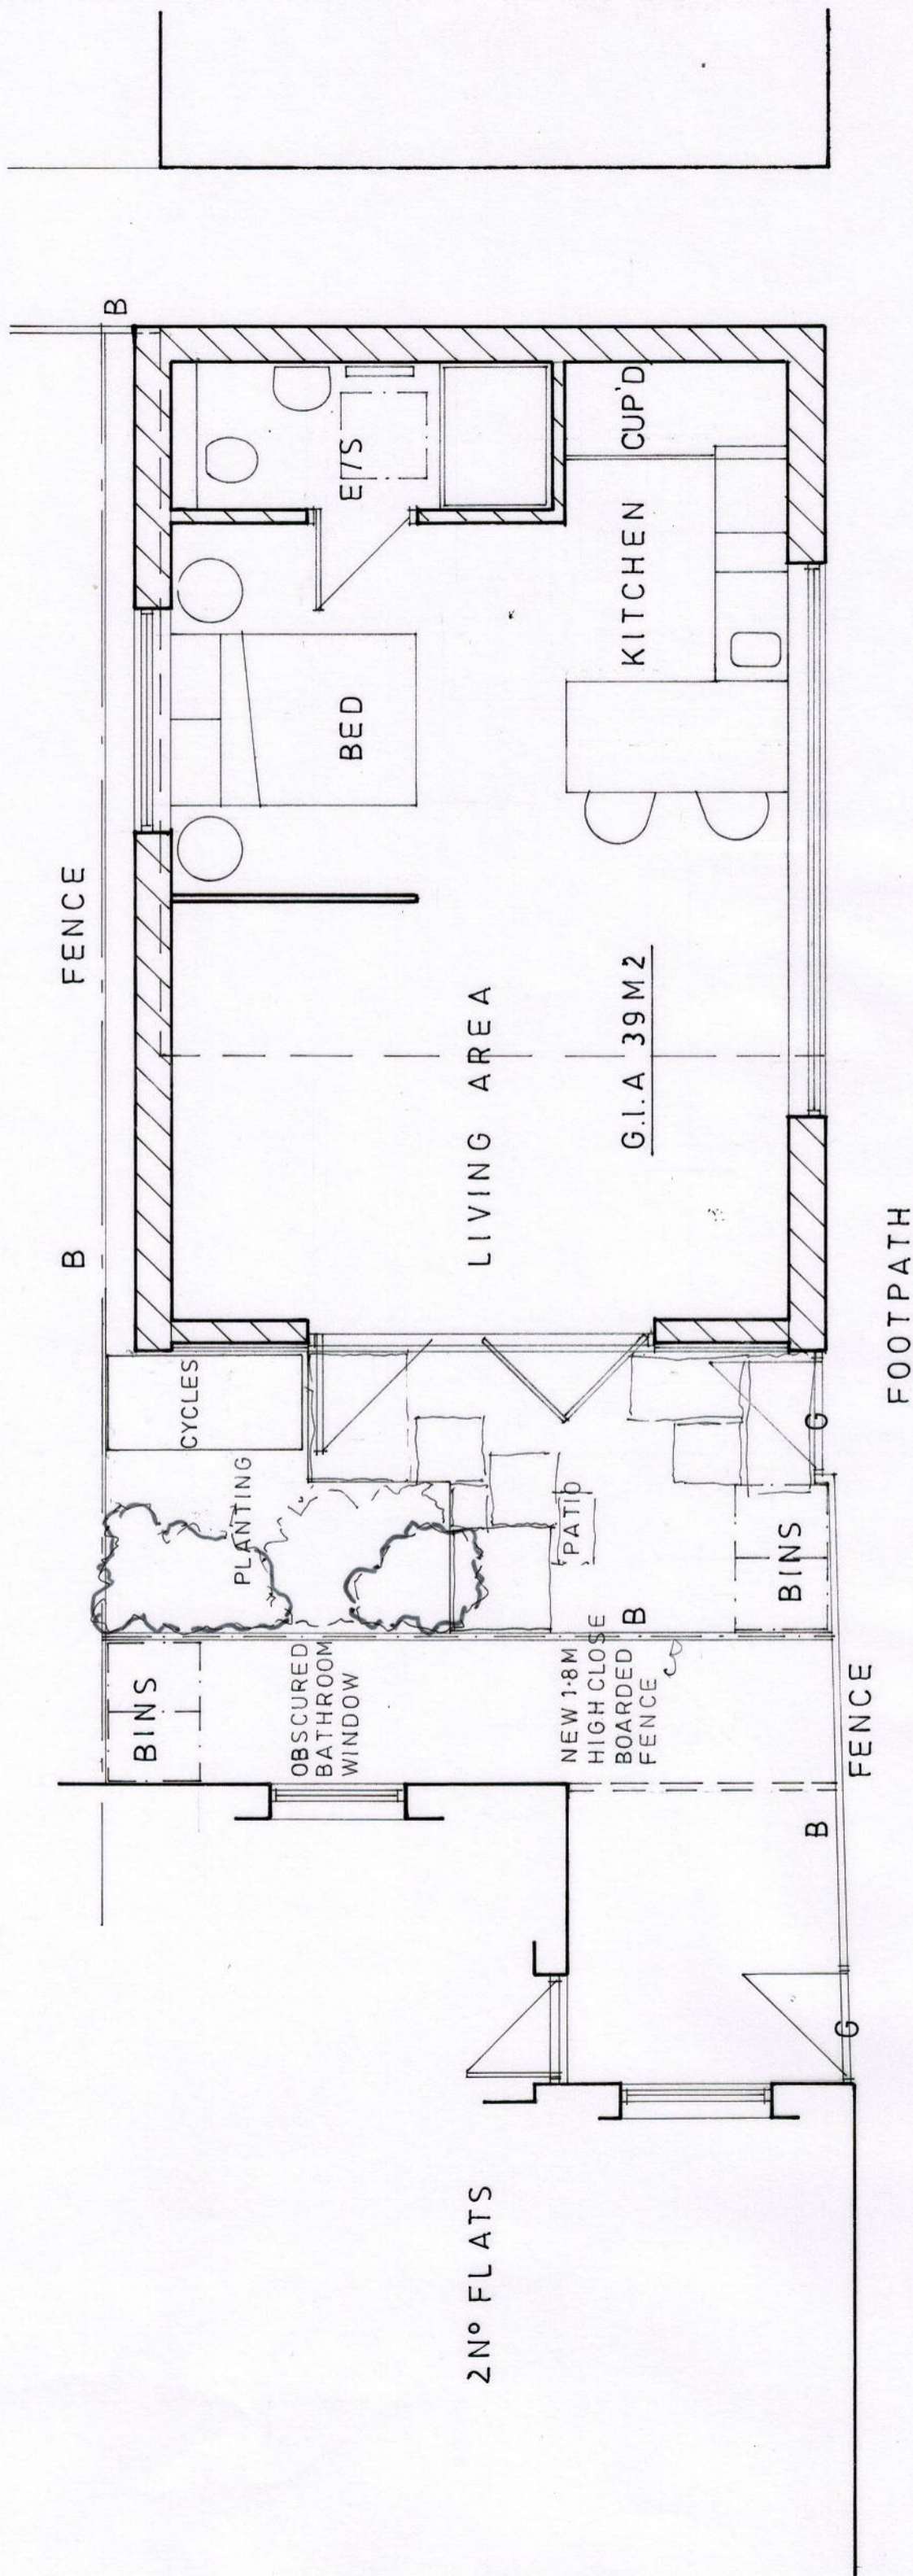 B
E/S
CUP'D
KITCHEN
BED
FENCE
LIVING AREA
G.I.A 39M2
B
FOOTPATH
CYCLES
G
PLANTING
PATIO
BINS
B
BINS
OBSCURED
BATHROOM
WINDOW
NEW 1·8M
HIGH CLOSE
BOARDED
FENCE
FENCE
B
G
2Nº FLATS